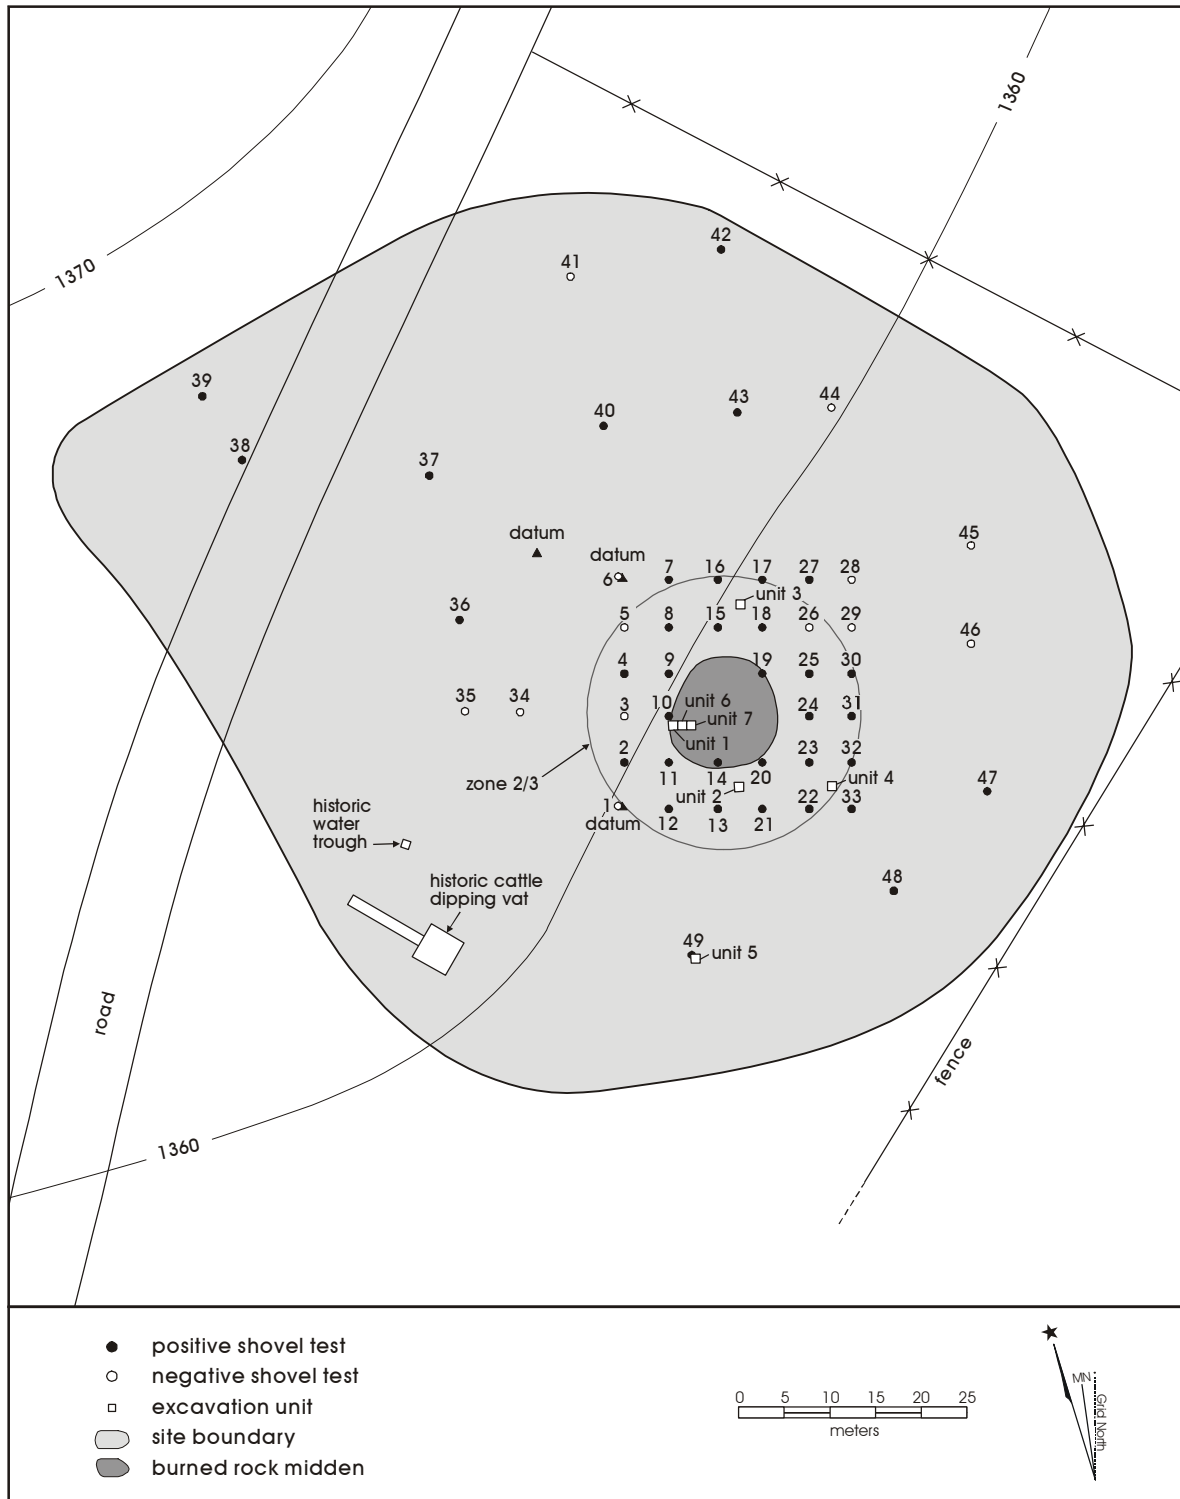 1360
1370
42
41
39
43
44
40
38
37
45
datum
datum
7
16
17
27
28
6
unit 3
36
5
8
15
18
26
29
46
4
9
19
25
30
35
34
3
10
unit 6
24
31
unit 7
unit 1
2
23
32
zone 2/3
11
14
20
unit 4
47
unit 2
22
33
historic
water
trough
1
datum
12
13
21
historic cattle
dipping vat
48
49
unit 5
road
fence
1360
positive shovel test
negative shovel test
excavation unit
site boundary
burned rock midden
0 5 10 15 20 25
meters
MN
Grid North